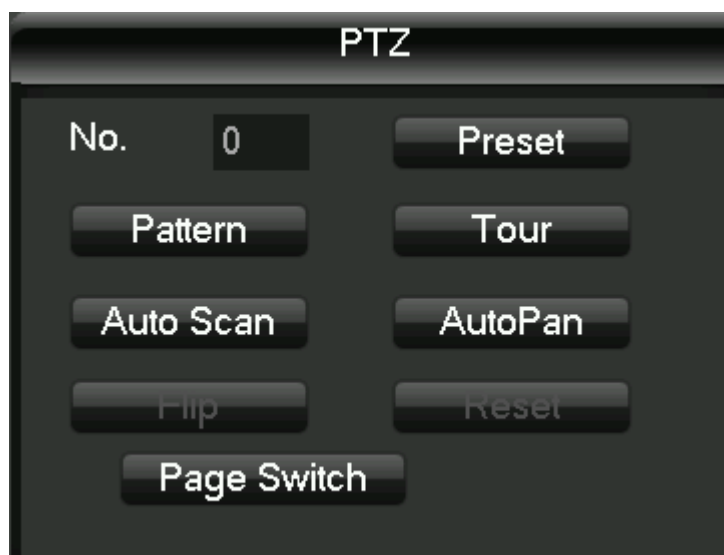 PTZ
No. 0 Preset
Pattern Tour
Auto Scan AutoPan
Flip Reset
Page Switch